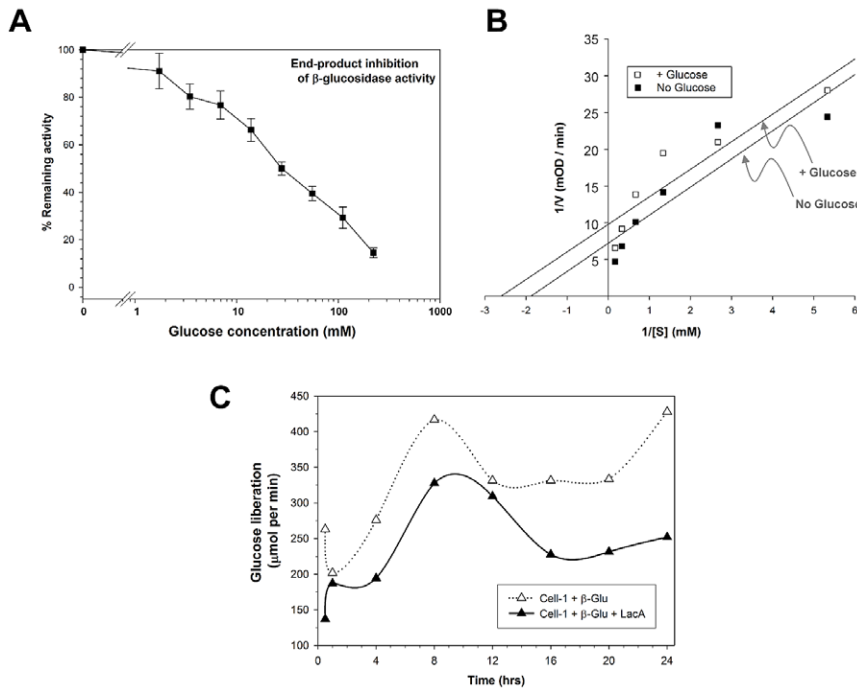 A
100
80
60
40
20
0
% Remaining activity
End-product inhibition
of β-glucosidase activity
0
1
10
100
1000
Glucose concentration (mM)
B
35
30
25
20
15
10
5
1/V (mOD / min)
+ Glucose
No Glucose
+ Glucose
No Glucose
-3
-2
-1
0
1
2
3
4
5
6
1/[S] (mM)
C
450
400
350
300
250
200
150
100
Glucose liberation
(μmol per min)
Cell-1 + β-Glu
Cell-1 + β-Glu + LacA
0
4
8
12
16
20
24
Time (hrs)